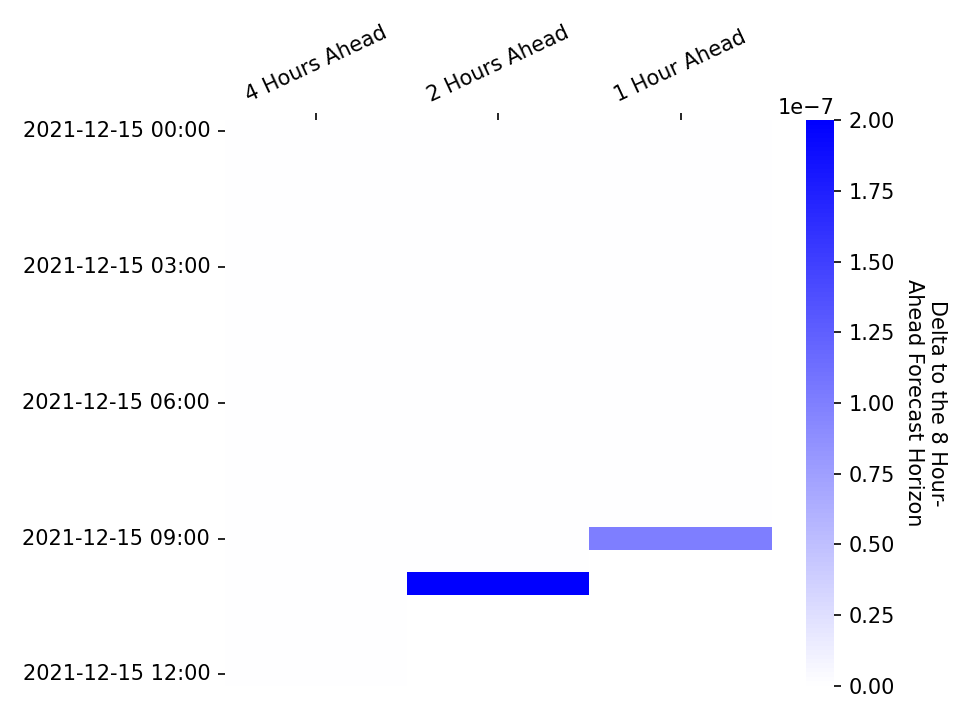 4 Hours Ahead
2 Hours Ahead
1 Hour Ahead
1e−7
2021-12-15 00:00
2021-12-15 03:00
2021-12-15 06:00
2021-12-15 09:00
2021-12-15 12:00
2.00
1.75
1.50
1.25
1.00
0.75
0.50
0.25
0.00
Delta to the 8 Hour-
Ahead Forecast Horizon